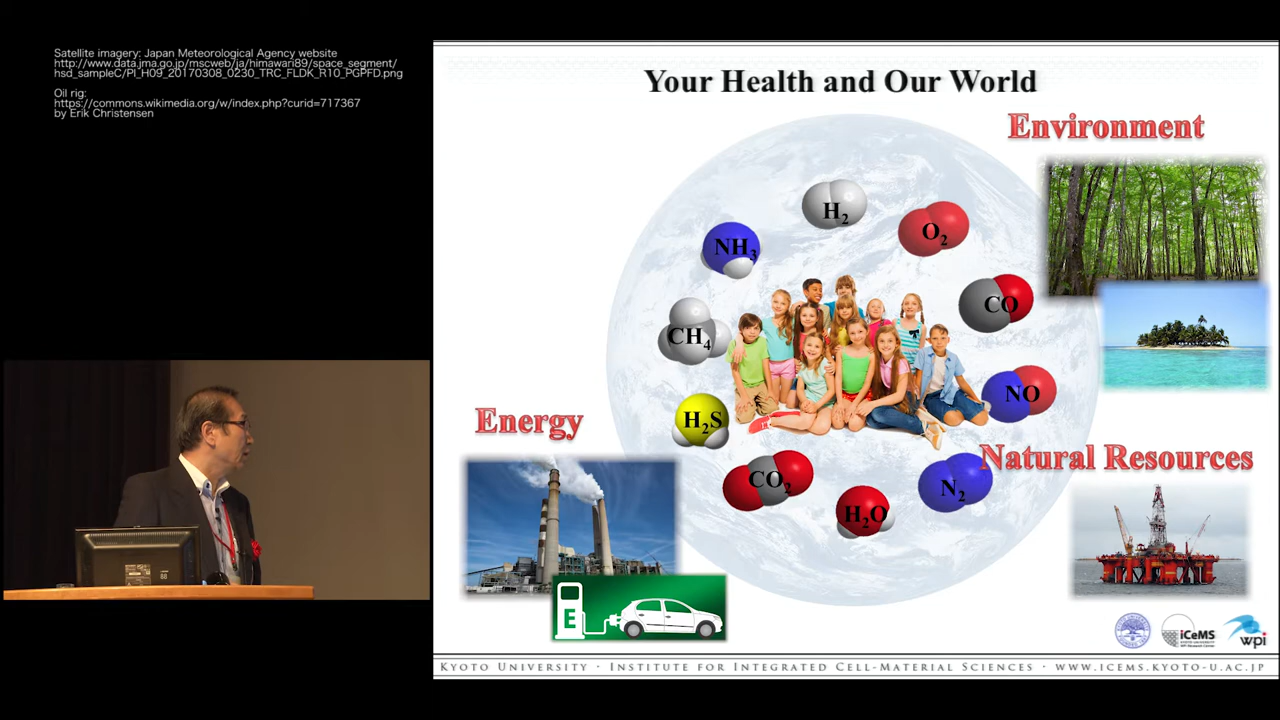 Satellite imagery: Japan Meteorological Agency website
http://www.data.jma.go.jp/mscweb/ja/himawari89/space_segment/
hsd_sampleC/PI_H09_20170308_0230_TRC_FLDK_R10_PGPFD.png
Oil rig:
https://commons.wikimedia.org/w/index.php?curid=717367
by Erik Christensen
Your Health and Our World
Environment
H₂
O₂
NH₃
CO
CH₄
NO
H₂S
Energy
Natural Resources
CO₂
N₂
H₂O
E
iCeMS
wpi
88
KYOTO UNIVERSITY · INSTITUTE FOR INTEGRATED CELL-MATERIAL SCIENCES · WWW.ICEMS.KYOTO-U.AC.JP